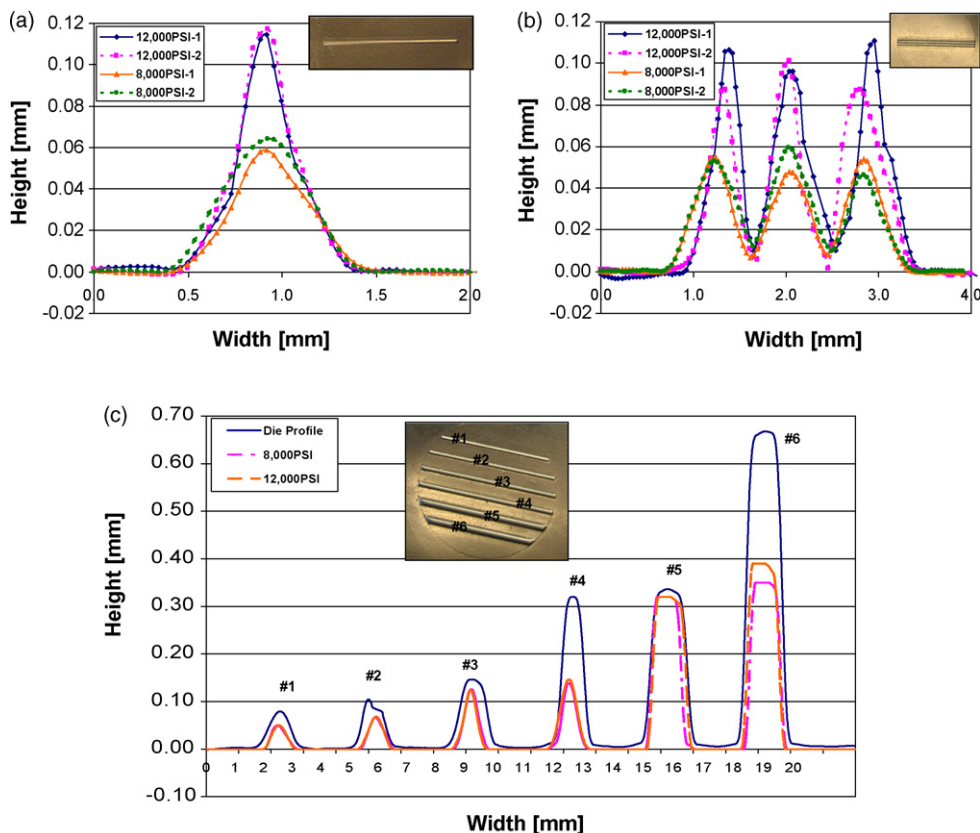 (a)
0.12
0.10
0.08
0.06
0.04
0.02
0.00
-0.02
Height [mm]
12,000PSI-1
12,000PSI-2
8,000PSI-1
8,000PSI-2
0.0 0.5 1.0 1.5 2.0
Width [mm]
(b)
0.12
0.10
0.08
0.06
0.04
0.02
0.00
-0.02
Height [mm]
12,000PSI-1
12,000PSI-2
8,000PSI-1
8,000PSI-2
0.0 1.0 2.0 3.0 4.0
Width [mm]
(c)
0.70
0.60
0.50
0.40
0.30
0.20
0.10
0.00
-0.10
Height [mm]
Die Profile
8,000PSI
12,000PSI
#1
#2
#3
#4
#5
#6
#1
#2
#3
#4
#5
#6
0 1 2 3 4 5 6 7 8 9 10 11 12 13 14 15 16 17 18 19 20
Width [mm]